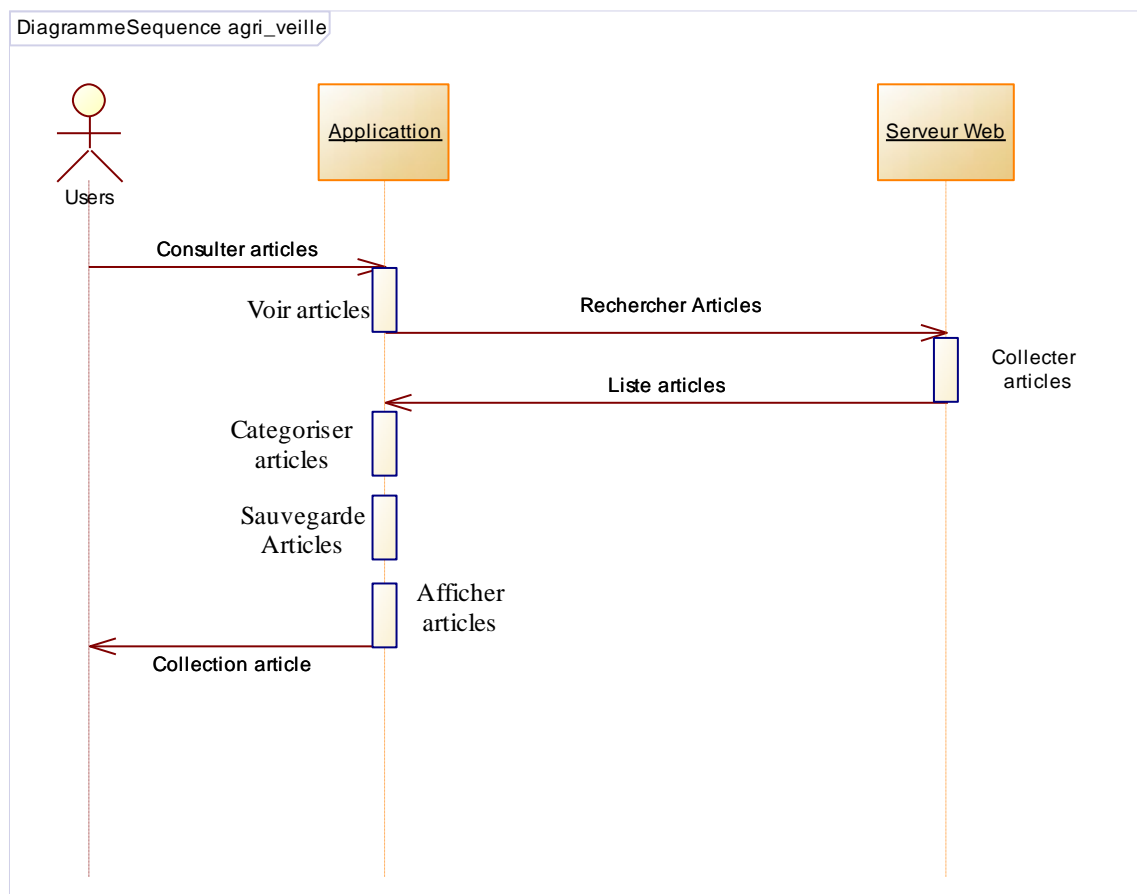 DiagrammeSequence agri_veille
Applicattion
Serveur Web
Users
Consulter articles
Voir articles
Rechercher Articles
Collecter
articles
Liste articles
Categoriser
articles
Sauvegarde
Articles
Afficher
articles
Collection article